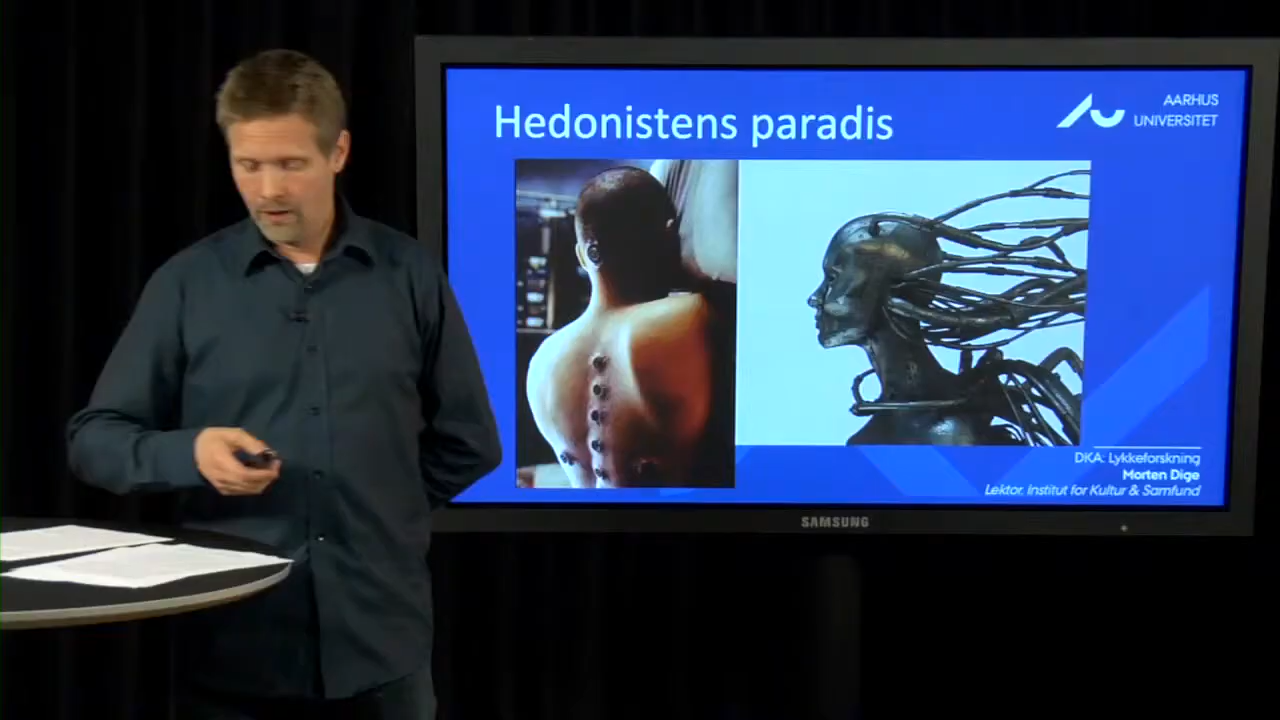 Hedonistens paradis
AARHUS
UNIVERSITET
DKA: Lykkeforskning
Morten Dige
Lektor, Institut for Kultur & Samfund
SAMSUNG